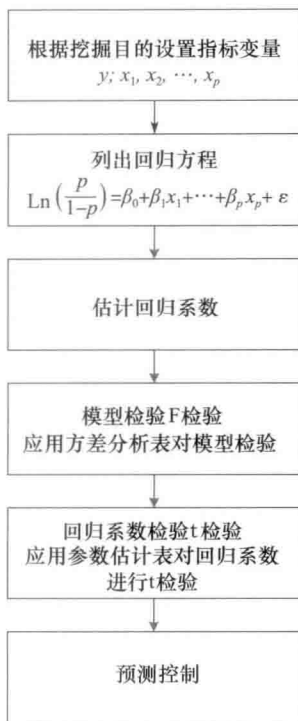 根据挖掘目的设置指标变量
y; x₁, x₂, …, xₚ
列出回归方程
Ln(p/(1-p))=β₀+β₁x₁+…+βₚxₚ+ ε
估计回归系数
模型检验F检验
应用方差分析表对模型检验
回归系数检验t检验
应用参数估计表对回归系数
进行t检验
预测控制